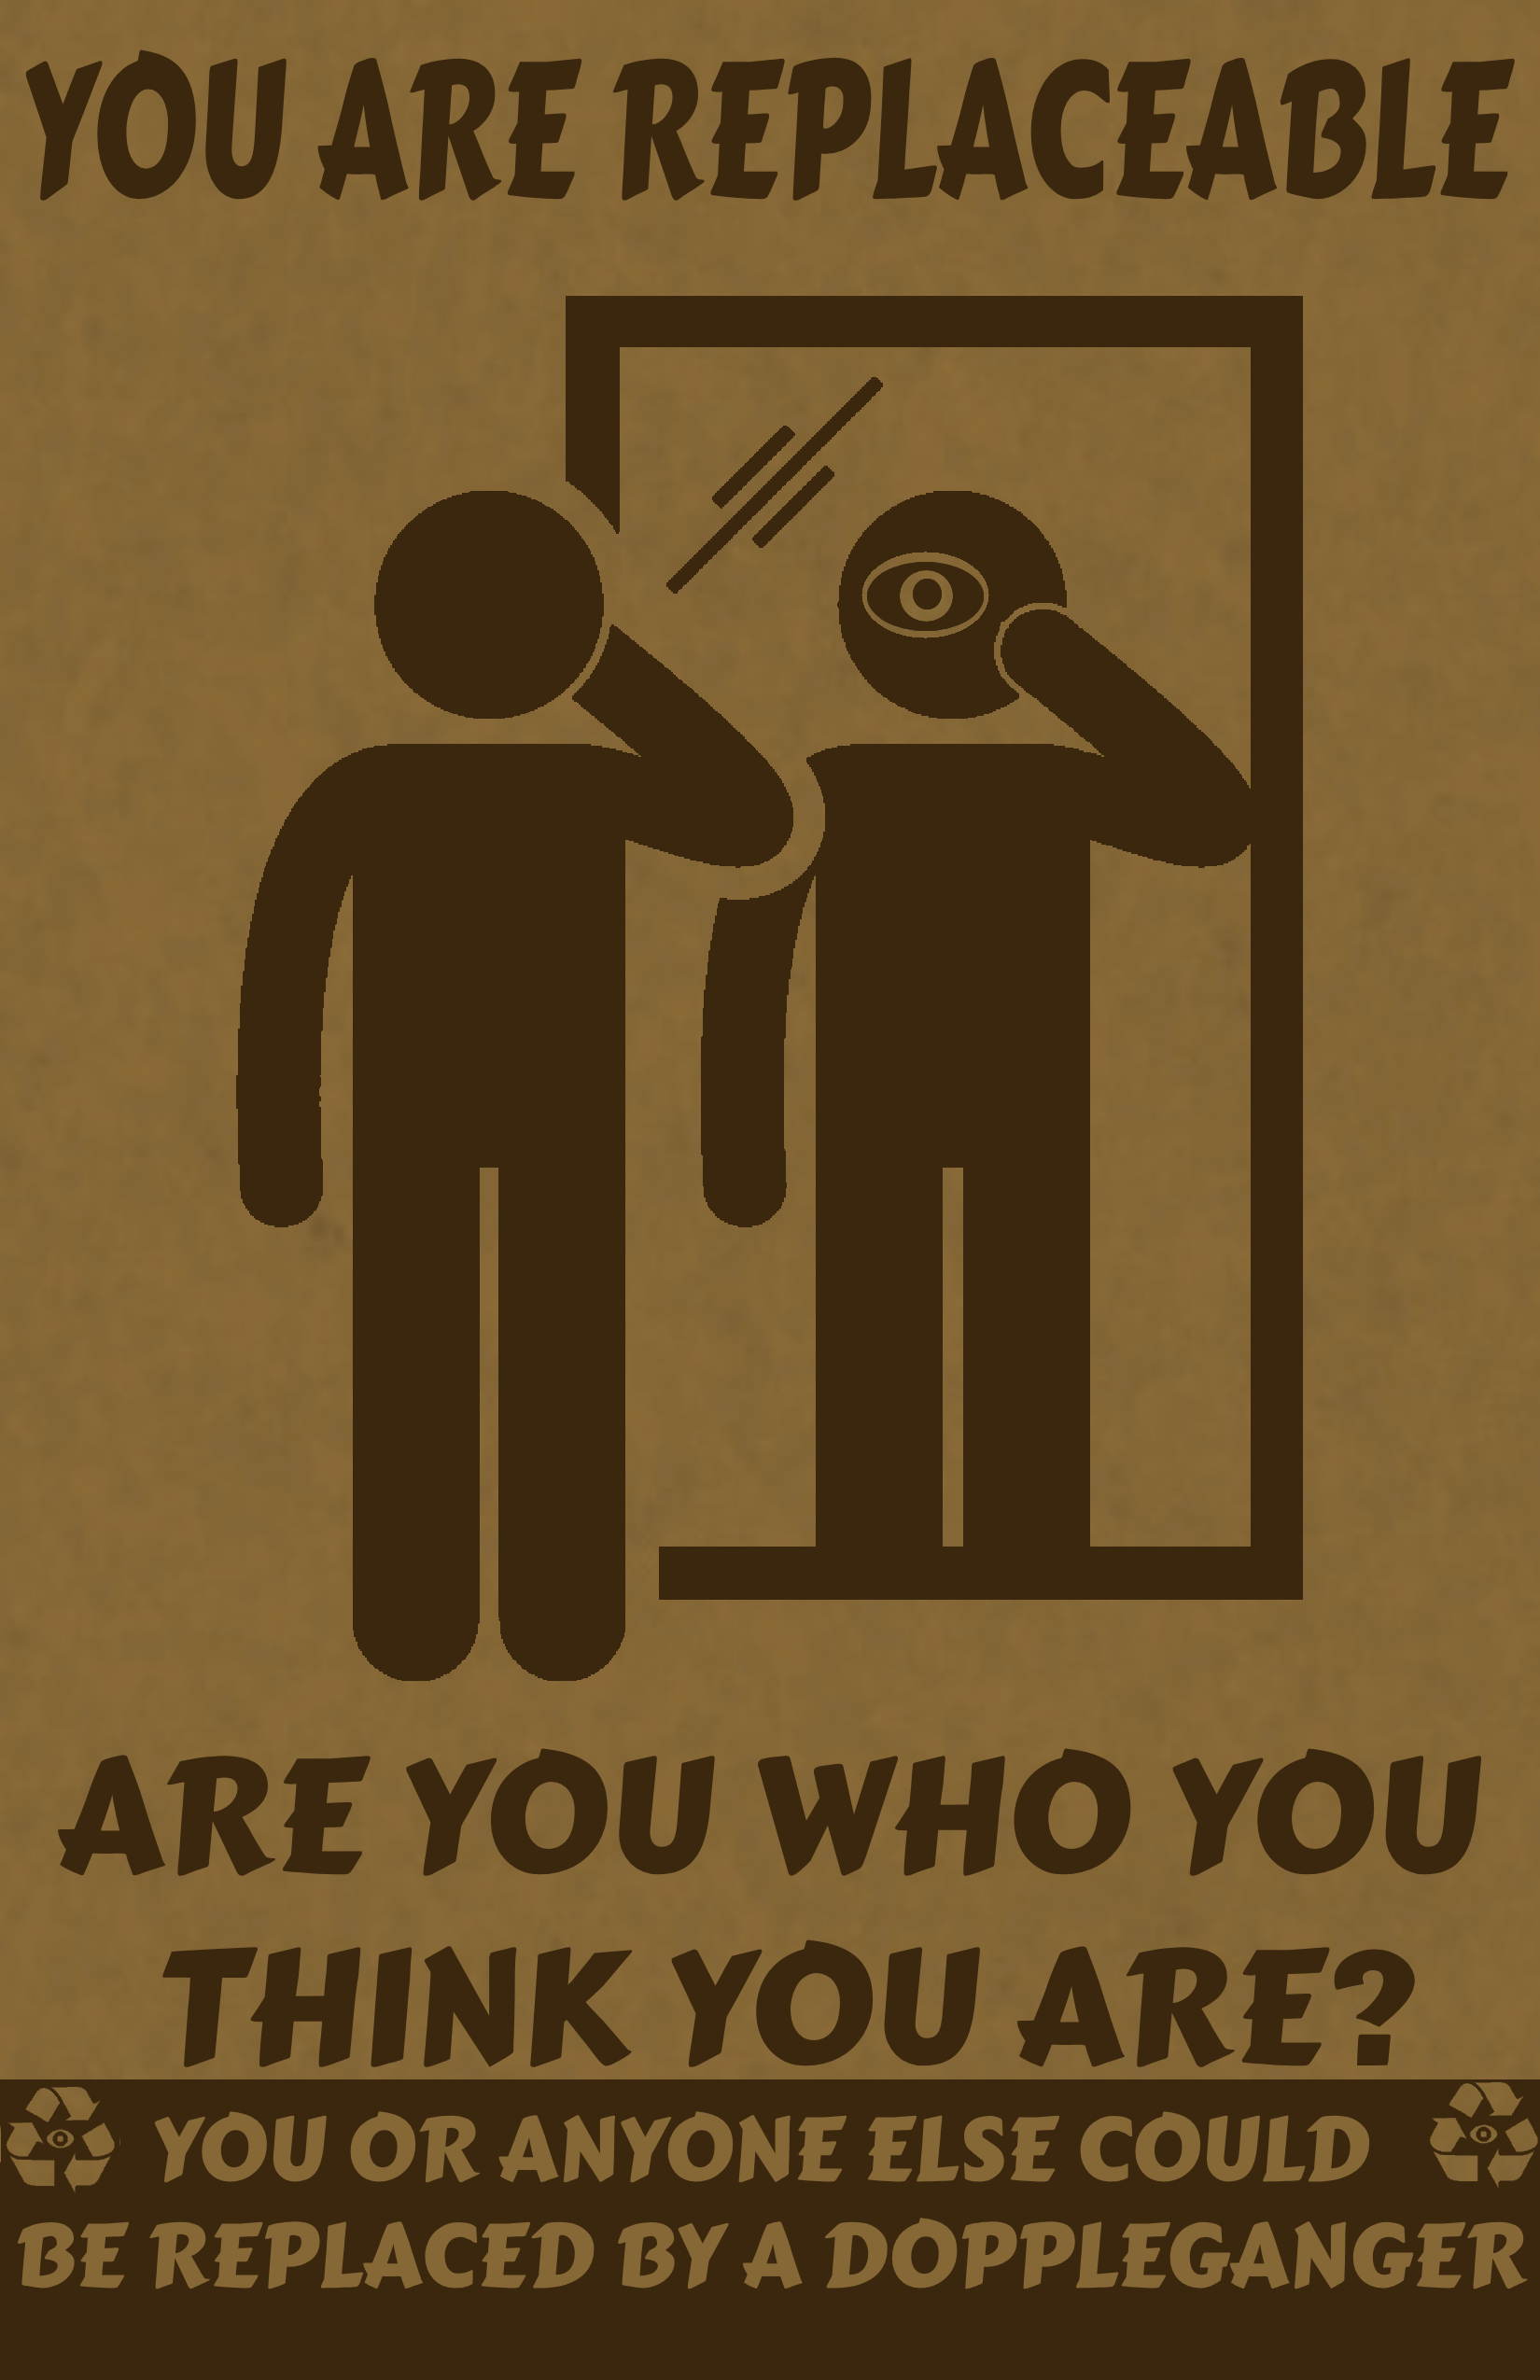 YOU ARE REPLACEABLE
ARE YOU WHO YOU
THINK YOU ARE?
YOU OR ANYONE ELSE COULD
BE REPLACED BY A DOPPLEGANGER